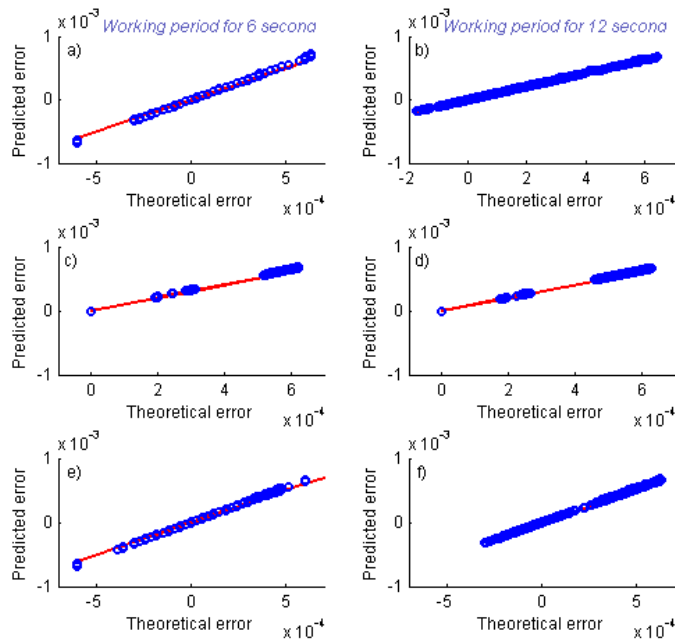 Working period for 6 second
Working period for 12 second
x 10⁻³
a)
1
0
-1
Predicted error
-5 0 5
Theoretical error
x 10⁻⁴
x 10⁻³
b)
1
0
-1
Predicted error
-2 0 2 4 6
Theoretical error
x 10⁻⁴
x 10⁻³
c)
1
0
-1
Predicted error
0 2 4 6
Theoretical error
x 10⁻⁴
x 10⁻³
d)
1
0
-1
Predicted error
0 2 4 6
Theoretical error
x 10⁻⁴
x 10⁻³
e)
1
0
-1
Predicted error
-5 0 5
Theoretical error
x 10⁻⁴
x 10⁻³
f)
1
0
-1
Predicted error
-5 0 5
Theoretical error
x 10⁻⁴